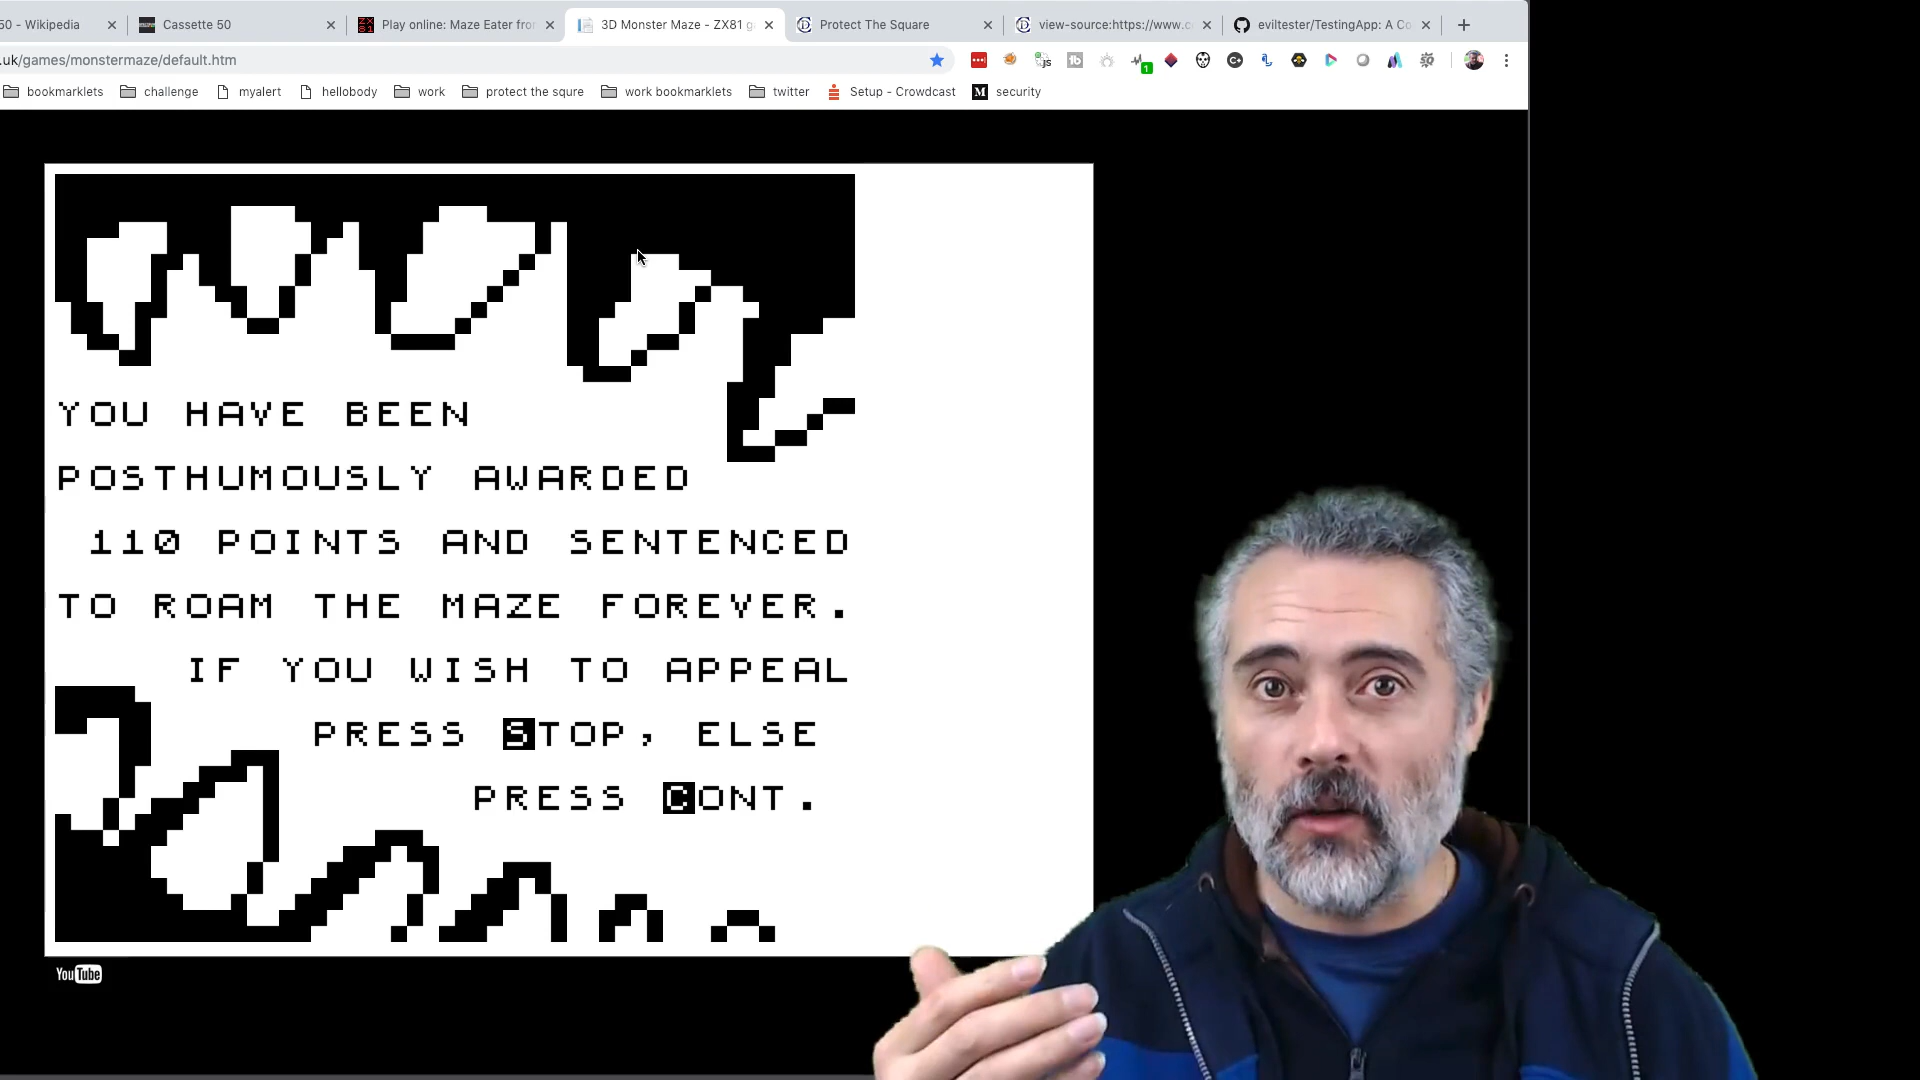 50 - Wikipedia
Cassette 50
Play online: Maze Eater fro
3D Monster Maze - ZX81 g
Protect The Square
view-source:https://www.c
eviltester/TestingApp: A Co
.uk/games/monstermaze/default.htm
js
1
C+
bookmarklets
challenge
myalert
hellobody
work
protect the squre
work bookmarklets
twitter
Setup - Crowdcast
M
security
YOU HAVE BEEN
POSTHUMOUSLY AWARDED
110 POINTS AND SENTENCED
TO ROAM THE MAZE FOREVER.
IF YOU WISH TO APPEAL
PRESS STOP, ELSE
PRESS CONT.
YouTube